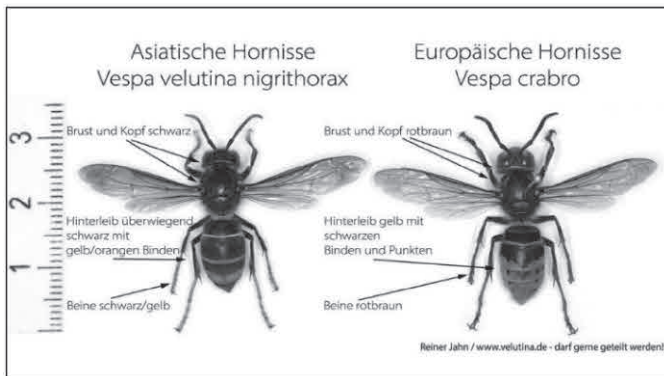 Asiatische Hornisse
Vespa velutina nigrithorax
Europäische Hornisse
Vespa crabro
3
2
1
Brust und Kopf schwarz
Hinterleib überwiegend
schwarz mit
gelb/orangen Binden
Beine schwarz/gelb
Brust und Kopf rotbraun
Hinterleib gelb mit
schwarzen
Binden und Punkten
Beine rotbraun
Reiner Jahn / www.velutina.de - darf gerne geteilt werden!